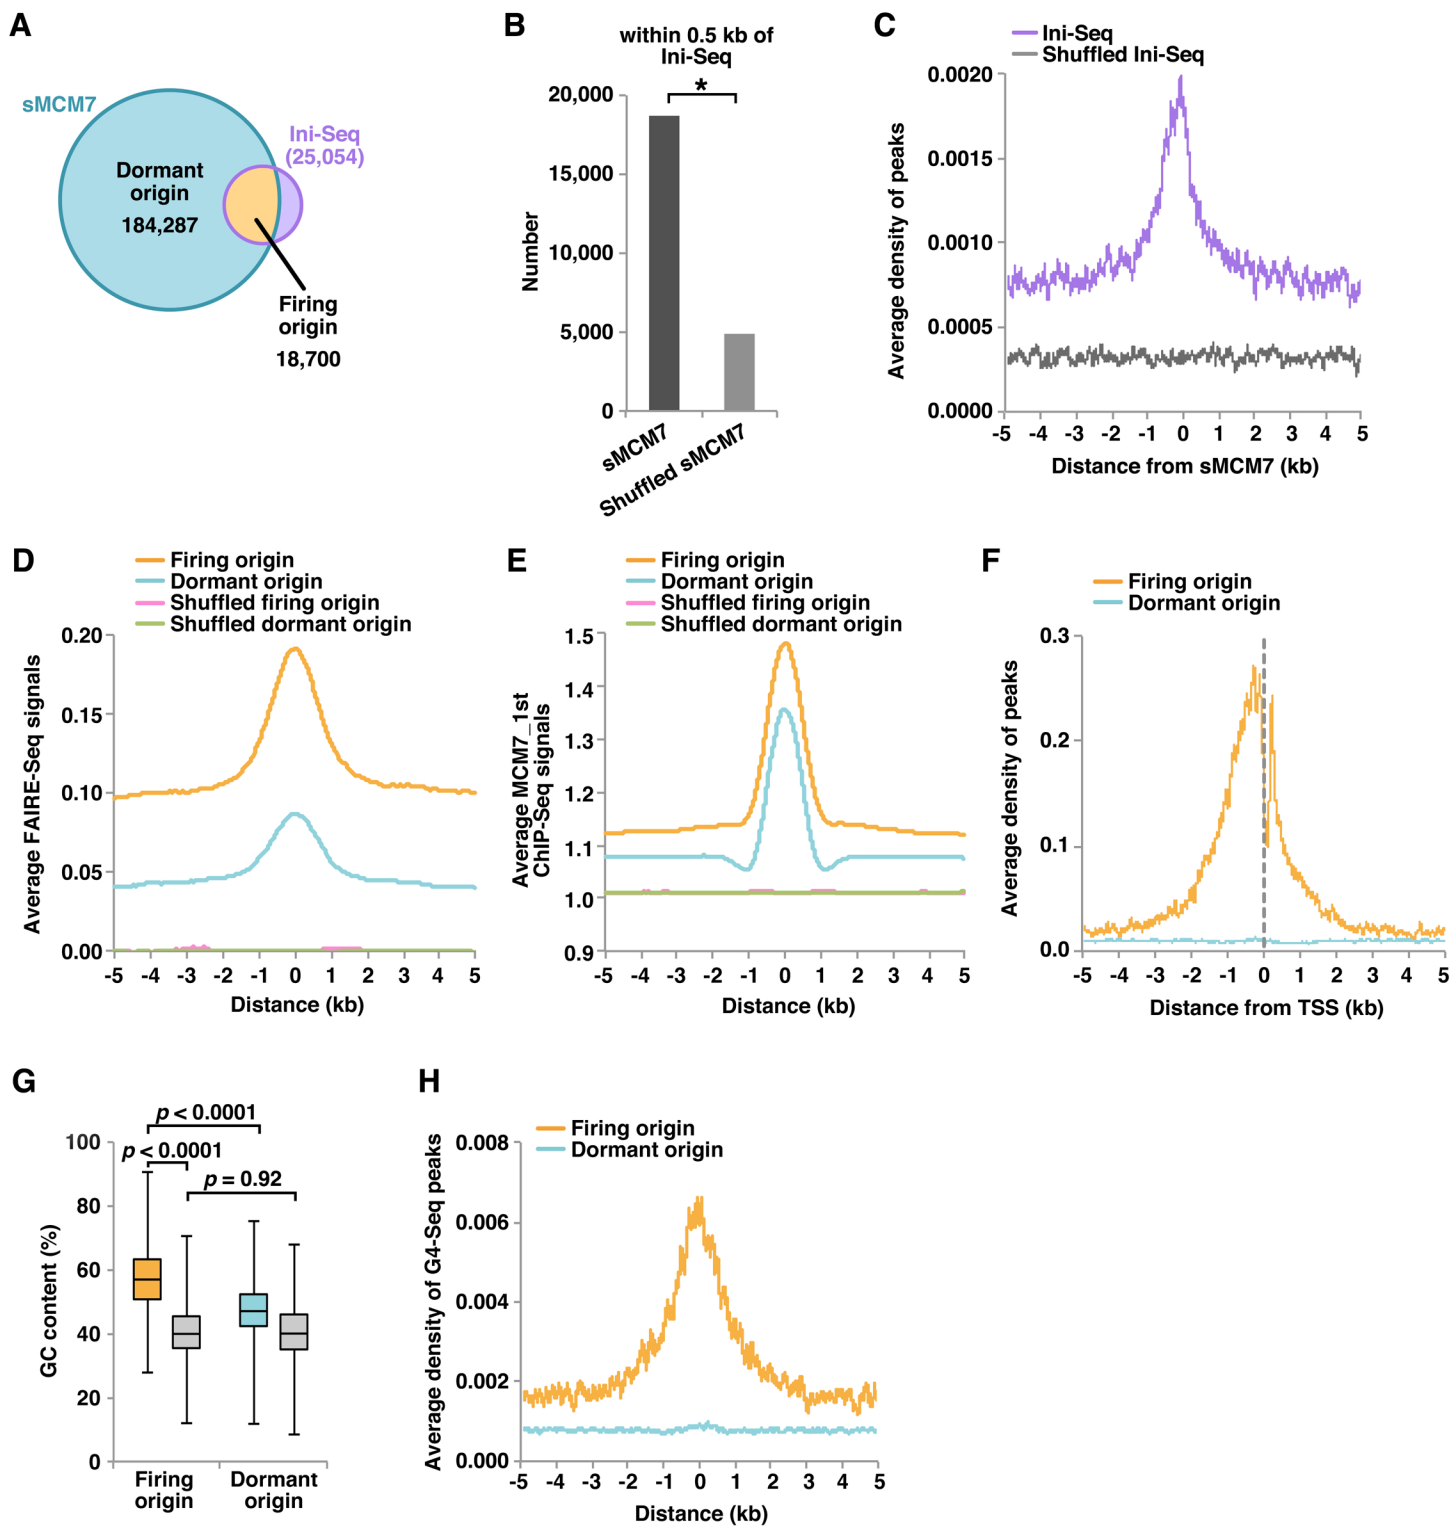 A
sMCM7
Dormant
origin
184,287
Ini-Seq
(25,054)
Firing
origin
18,700
B
within 0.5 kb of
Ini-Seq
*
Number
20,000
15,000
10,000
5,000
0
sMCM7
Shuffled sMCM7
C
Ini-Seq
Shuffled Ini-Seq
Average density of peaks
0.0020
0.0015
0.0010
0.0005
0.0000
-5 -4 -3 -2 -1 0 1 2 3 4 5
Distance from sMCM7 (kb)
D
Firing origin
Dormant origin
Shuffled firing origin
Shuffled dormant origin
Average FAIRE-Seq signals
0.20
0.15
0.10
0.05
0.00
-5 -4 -3 -2 -1 0 1 2 3 4 5
Distance (kb)
E
Firing origin
Dormant origin
Shuffled firing origin
Shuffled dormant origin
Average MCM7_1st
ChIP-Seq signals
1.5
1.4
1.3
1.2
1.1
1.0
0.9
-5 -4 -3 -2 -1 0 1 2 3 4 5
Distance (kb)
F
Firing origin
Dormant origin
Average density of peaks
0.3
0.2
0.1
0.0
-5 -4 -3 -2 -1 0 1 2 3 4 5
Distance from TSS (kb)
G
p < 0.0001
p < 0.0001
p = 0.92
GC content (%)
100
80
60
40
20
0
Firing
origin
Dormant
origin
H
Firing origin
Dormant origin
Average density of G4-Seq peaks
0.008
0.006
0.004
0.002
0.000
-5 -4 -3 -2 -1 0 1 2 3 4 5
Distance (kb)